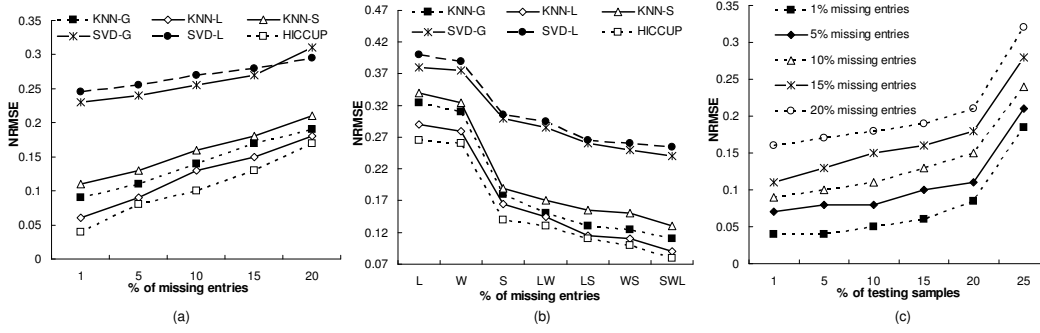 KNN-G KNN-L KNN-S
SVD-G SVD-L HICCUP
NRMSE
0.35
0.3
0.25
0.2
0.15
0.1
0.05
0
1 5 10 15 20
% of missing entries
(a)
KNN-G KNN-L KNN-S
SVD-G SVD-L HICCUP
NRMSE
0.47
0.42
0.37
0.32
0.27
0.22
0.17
0.12
0.07
L W S LW LS WS SWL
% of missing entries
(b)
1% missing entries
5% missing entries
10% missing entries
15% missing entries
20% missing entries
NRMSE
0.35
0.3
0.25
0.2
0.15
0.1
0.05
0
1 5 10 15 20 25
% of testing samples
(c)